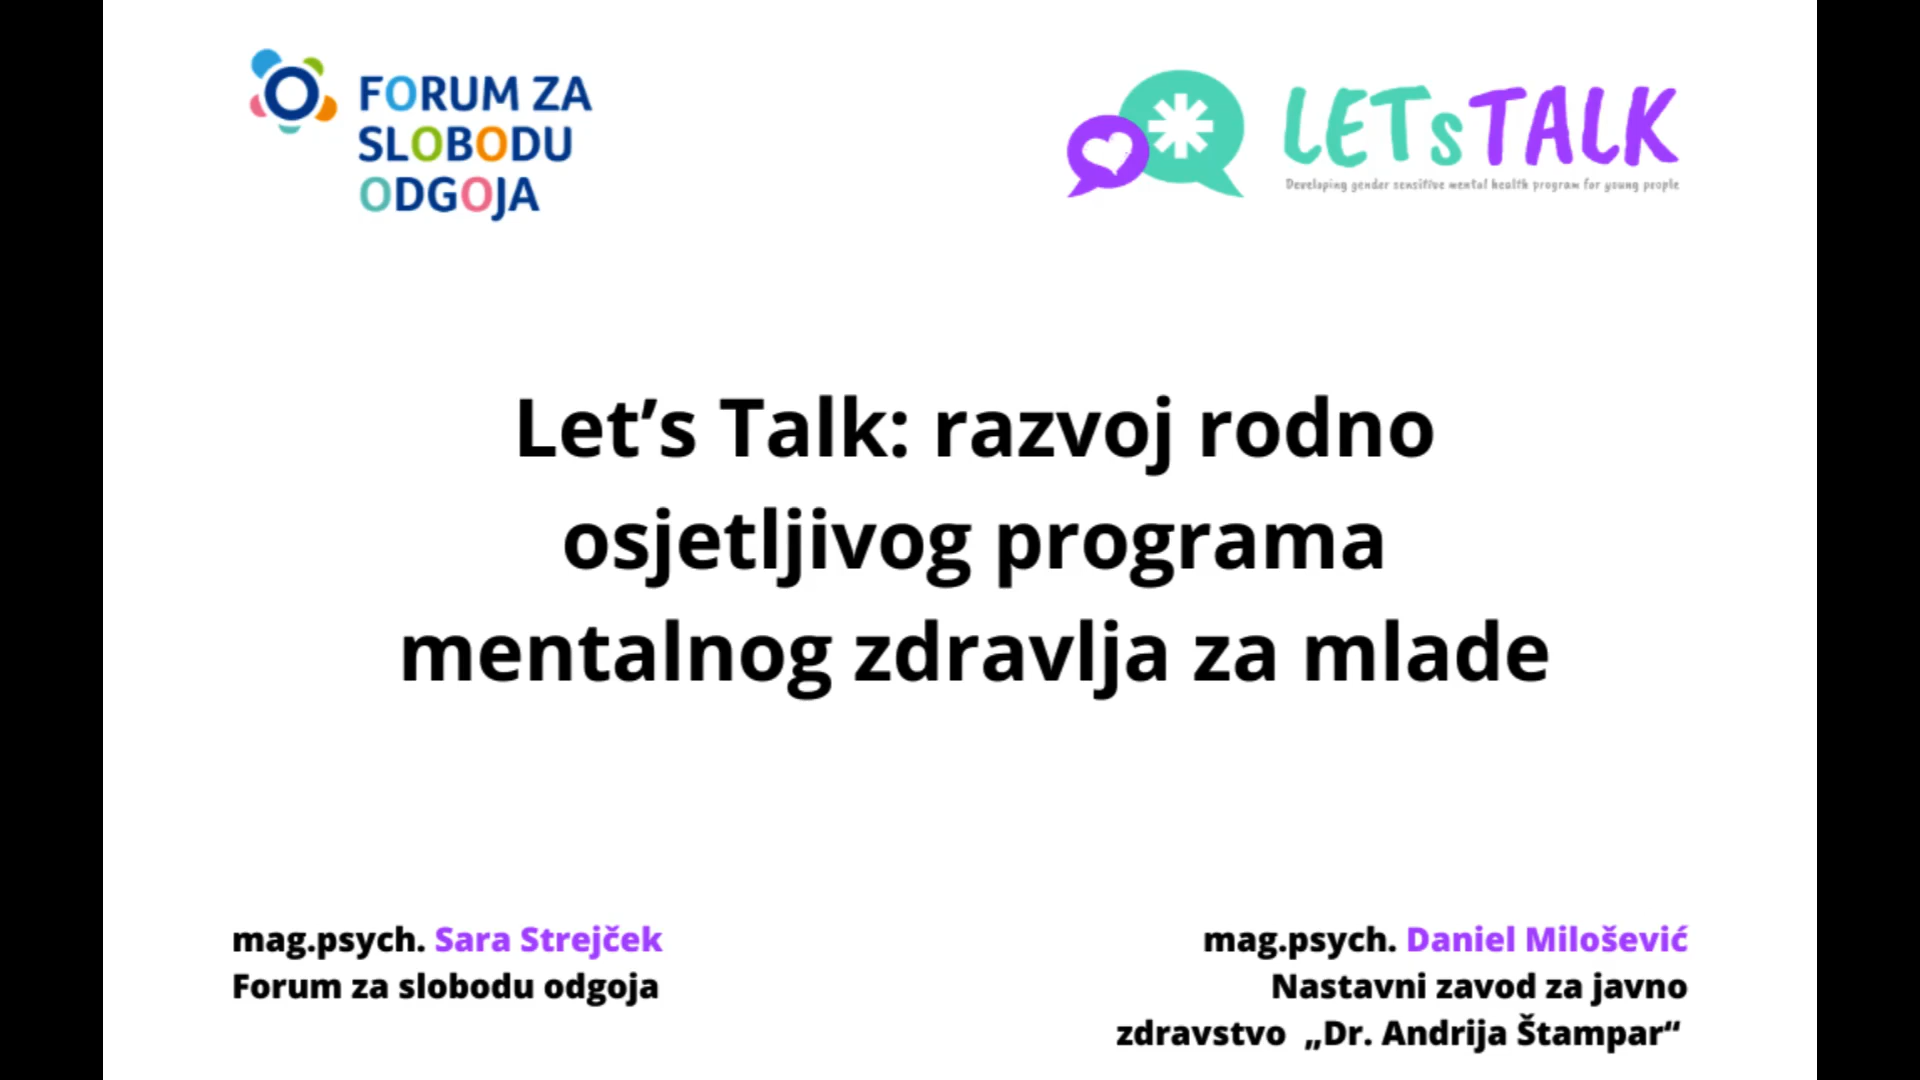 FORUM ZA
SLOBODU
ODGOJA
LETsTALK
Developing gender sensitive mental health program for young people
Let’s Talk: razvoj rodno
osjetljivog programa
mentalnog zdravlja za mlade
mag.psych. Sara Strejček
Forum za slobodu odgoja
mag.psych. Daniel Milošević
Nastavni zavod za javno
zdravstvo „Dr. Andrija Štampar“